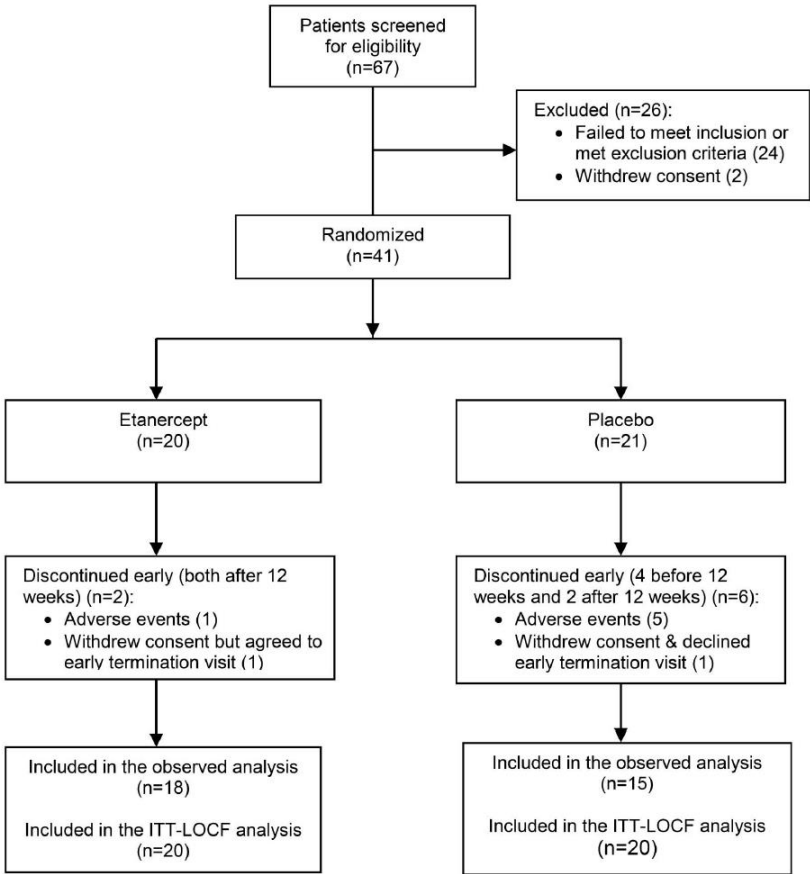 Patients screened
for eligibility
(n=67)
Excluded (n=26):
• Failed to meet inclusion or
met exclusion criteria (24)
• Withdrew consent (2)
Randomized
(n=41)
Etanercept
(n=20)
Placebo
(n=21)
Discontinued early (both after 12
weeks) (n=2):
• Adverse events (1)
• Withdrew consent but agreed to
early termination visit (1)
Discontinued early (4 before 12
weeks and 2 after 12 weeks) (n=6):
• Adverse events (5)
• Withdrew consent & declined
early termination visit (1)
Included in the observed analysis
(n=18)
Included in the ITT-LOCF analysis
(n=20)
Included in the observed analysis
(n=15)
Included in the ITT-LOCF analysis
(n=20)